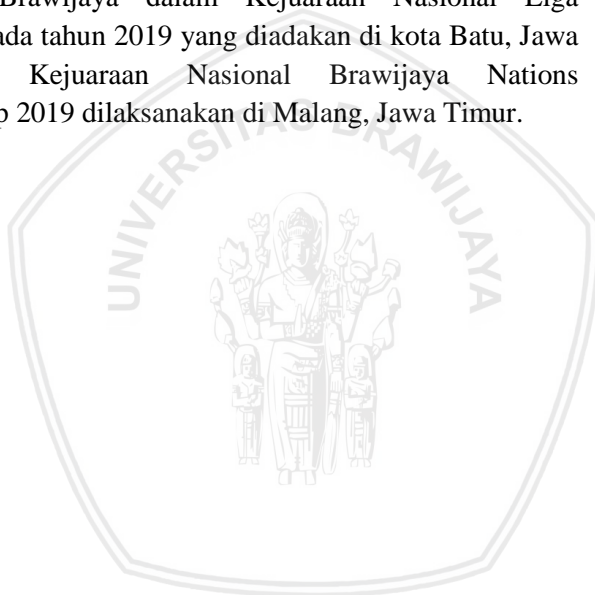 Brawijaya dalam Kejuaraan Nasional Liga
ada tahun 2019 yang diadakan di kota Batu, Jawa
Kejuaraan Nasional Brawijaya Nations
p 2019 dilaksanakan di Malang, Jawa Timur.
UNIVERSITAS BRAWIJAYA